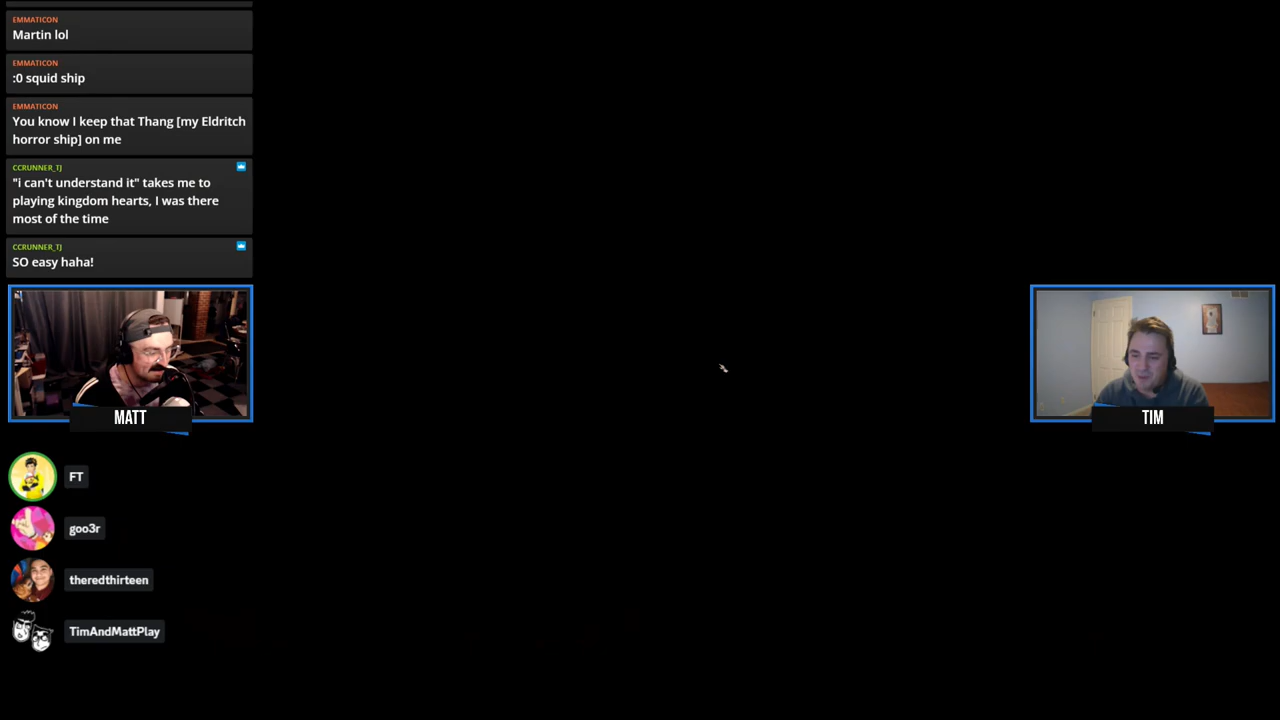 EMMATICON
Martin lol
EMMATICON
:0 squid ship
EMMATICON
You know I keep that Thang [my Eldritch
horror ship] on me
CCRUNNER_TJ
"i can't understand it" takes me to
playing kingdom hearts, I was there
most of the time
CCRUNNER_TJ
SO easy haha!
MATT
TIM
FT
goo3r
theredthirteen
TimAndMattPlay